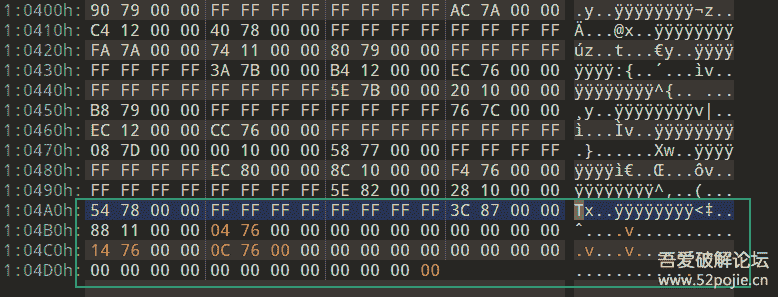 1:0400h: 90 79 00 00 FF FF FF FF FF FF FF FF AC 7A 00 00 .y..ÿÿÿÿÿÿÿÿ¬z..
1:0410h: C4 12 00 00 40 78 00 00 FF FF FF FF FF FF FF FF Ä...@x..ÿÿÿÿÿÿÿÿ
1:0420h: FA 7A 00 00 74 11 00 00 80 79 00 00 FF FF FF FF úz..t...€y..ÿÿÿÿ
1:0430h: FF FF FF FF 3A 7B 00 00 B4 12 00 00 EC 76 00 00 ÿÿÿÿ:{..´...ìv..
1:0440h: FF FF FF FF FF FF FF FF 5E 7B 00 00 20 10 00 00 ÿÿÿÿÿÿÿÿ^{.. ...
1:0450h: B8 79 00 00 FF FF FF FF FF FF FF FF 76 7C 00 00 ¸y..ÿÿÿÿÿÿÿÿv|..
1:0460h: EC 12 00 00 CC 76 00 00 FF FF FF FF FF FF FF FF ì...Ìv..ÿÿÿÿÿÿÿÿ
1:0470h: 08 7D 00 00 00 10 00 00 58 77 00 00 FF FF FF FF .}......Xw..ÿÿÿÿ
1:0480h: FF FF FF FF EC 80 00 00 8C 10 00 00 F4 76 00 00 ÿÿÿÿì€..Œ...ôv..
1:0490h: FF FF FF FF FF FF FF FF 5E 82 00 00 28 10 00 00 ÿÿÿÿÿÿÿÿ^‚..(...
1:04A0h: 54 78 00 00 FF FF FF FF FF FF FF FF 3C 87 00 00 Tx..ÿÿÿÿÿÿÿÿ<‡..
1:04B0h: 88 11 00 00 04 76 00 00 00 00 00 00 00 00 00 00 ˆ....v..........
1:04C0h: 14 76 00 00 0C 76 00 00 00 00 00 00 00 00 00 00 .v...v..........
1:04D0h: 00 00 00 00 00 00 00 00 00 00 00 00 00 .............
吾爱破解论坛
www.52pojie.cn